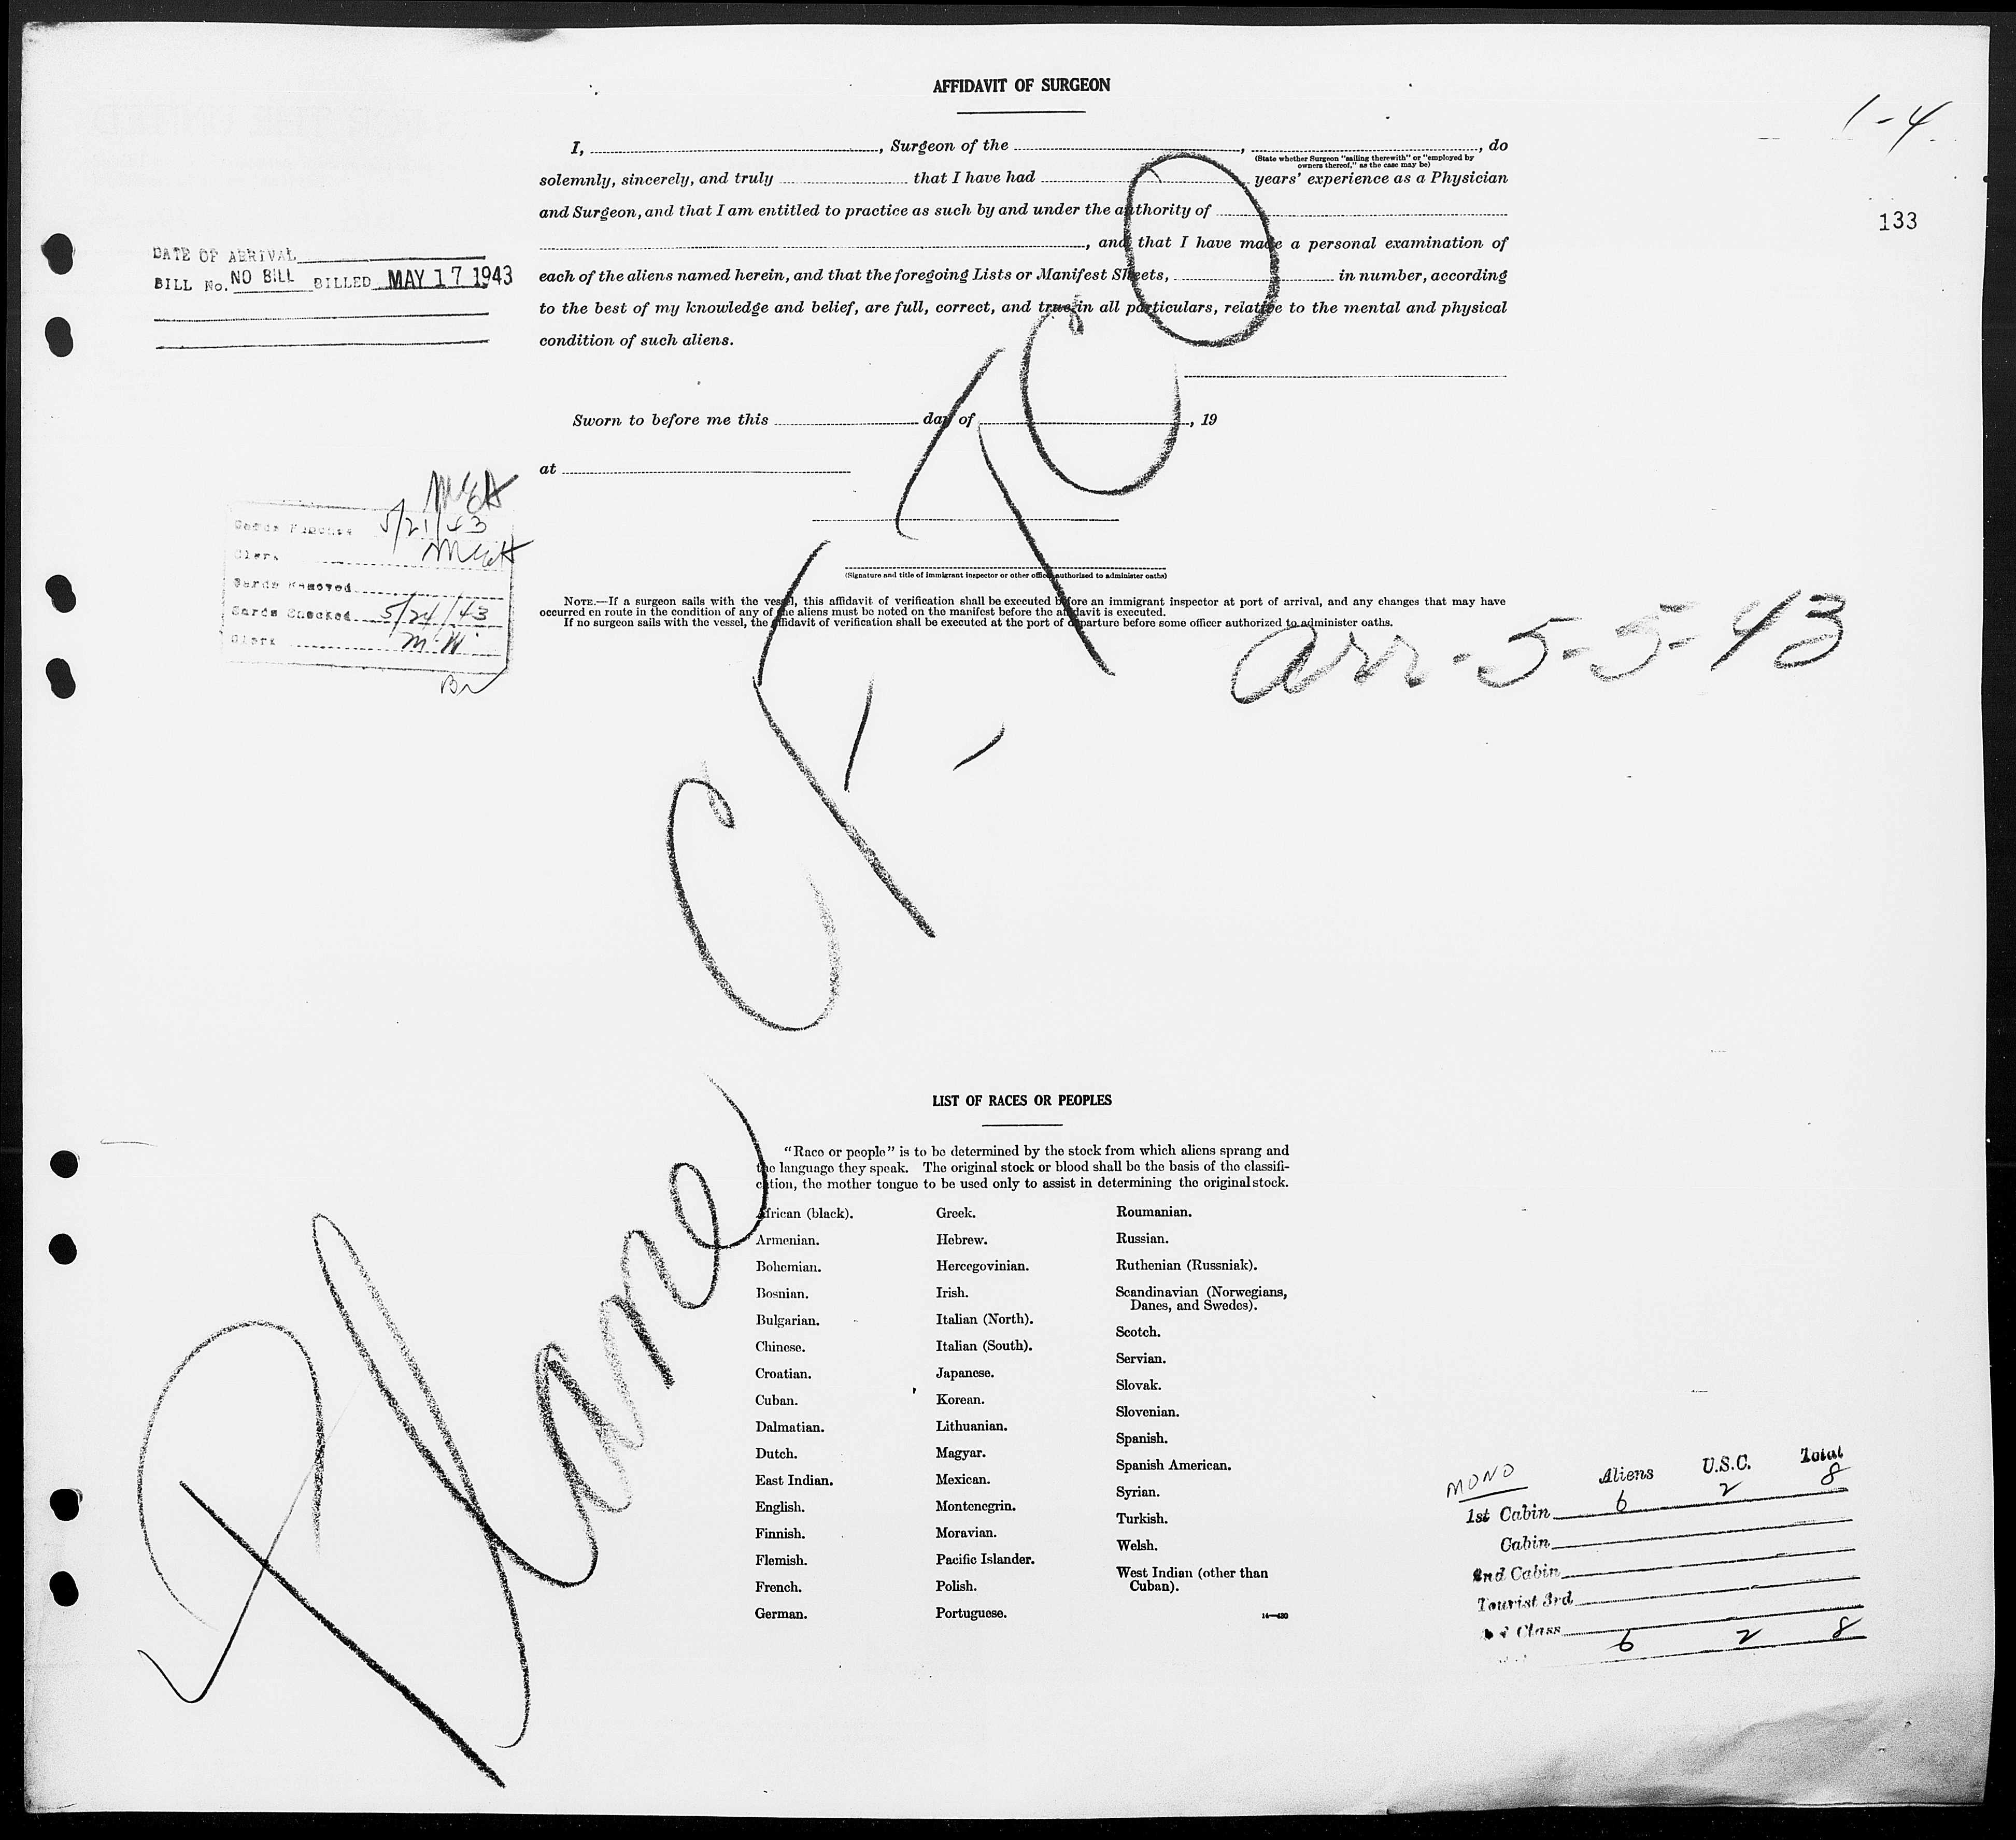 AFFIDAVIT OF SURGEON
1-4
133
I, , Surgeon of the , , do
(State whether Surgeon "sailing therewith" or "employed by
owners thereof," as the case may be)
solemnly, sincerely, and truly that I have had years' experience as a Physician
and Surgeon, and that I am entitled to practice as such by and under the authority of
, and that I have made a personal examination of
each of the aliens named herein, and that the foregoing Lists or Manifest Sheets, in number, according
to the best of my knowledge and belief, are full, correct, and true in all particulars, relative to the mental and physical
condition of such aliens.
DATE OF ARRIVAL
BILL No. NO BILL BILLED MAY 17 1943
Sworn to before me this day of , 19
at
(Signature and title of immigrant inspector or other officer authorized to administer oaths)
NOTE.—If a surgeon sails with the vessel, this affidavit of verification shall be executed before an immigrant inspector at port of arrival, and any changes that may have
occurred en route in the condition of any of the aliens must be noted on the manifest before the affidavit is executed.
If no surgeon sails with the vessel, the affidavit of verification shall be executed at the port of departure before some officer authorized to administer oaths.
5/21/43
Clerk
Cards Removed
Cards Checked 5/24/43
Clerk M.W.
arr-5-5-43
Plane
LIST OF RACES OR PEOPLES
"Race or people" is to be determined by the stock from which aliens sprang and
the language they speak. The original stock or blood shall be the basis of the classifi-
cation, the mother tongue to be used only to assist in determining the original stock.
African (black).
Armenian.
Bohemian.
Bosnian.
Bulgarian.
Chinese.
Croatian.
Cuban.
Dalmatian.
Dutch.
East Indian.
English.
Finnish.
Flemish.
French.
German.
Greek.
Hebrew.
Hercegovinian.
Irish.
Italian (North).
Italian (South).
Japanese.
Korean.
Lithuanian.
Magyar.
Mexican.
Montenegrin.
Moravian.
Pacific Islander.
Polish.
Portuguese.
Roumanian.
Russian.
Ruthenian (Russniak).
Scandinavian (Norwegians,
Danes, and Swedes).
Scotch.
Servian.
Slovak.
Slovenian.
Spanish.
Spanish American.
Syrian.
Turkish.
Welsh.
West Indian (other than
Cuban).
14—430
MONO Aliens U.S.C. Total
1st Cabin 6 2 8
Cabin
2nd Cabin
Tourist 3rd
Class
6 2 8